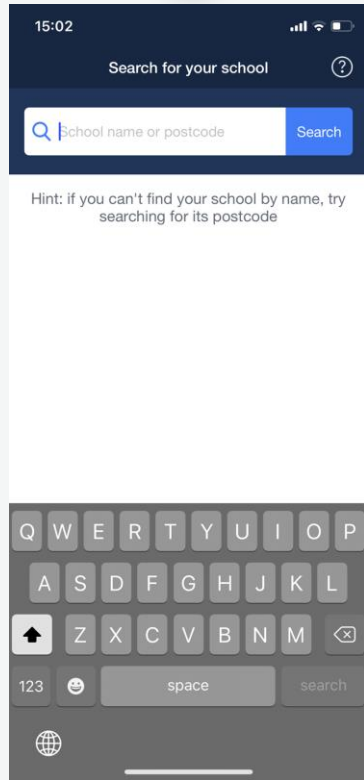 15:02
Search for your school
?
School name or postcode
Search
Hint: if you can't find your school by name, try
searching for its postcode
Q W E R T Y U I O P
A S D F G H J K L
Z X C V B N M
123 space search